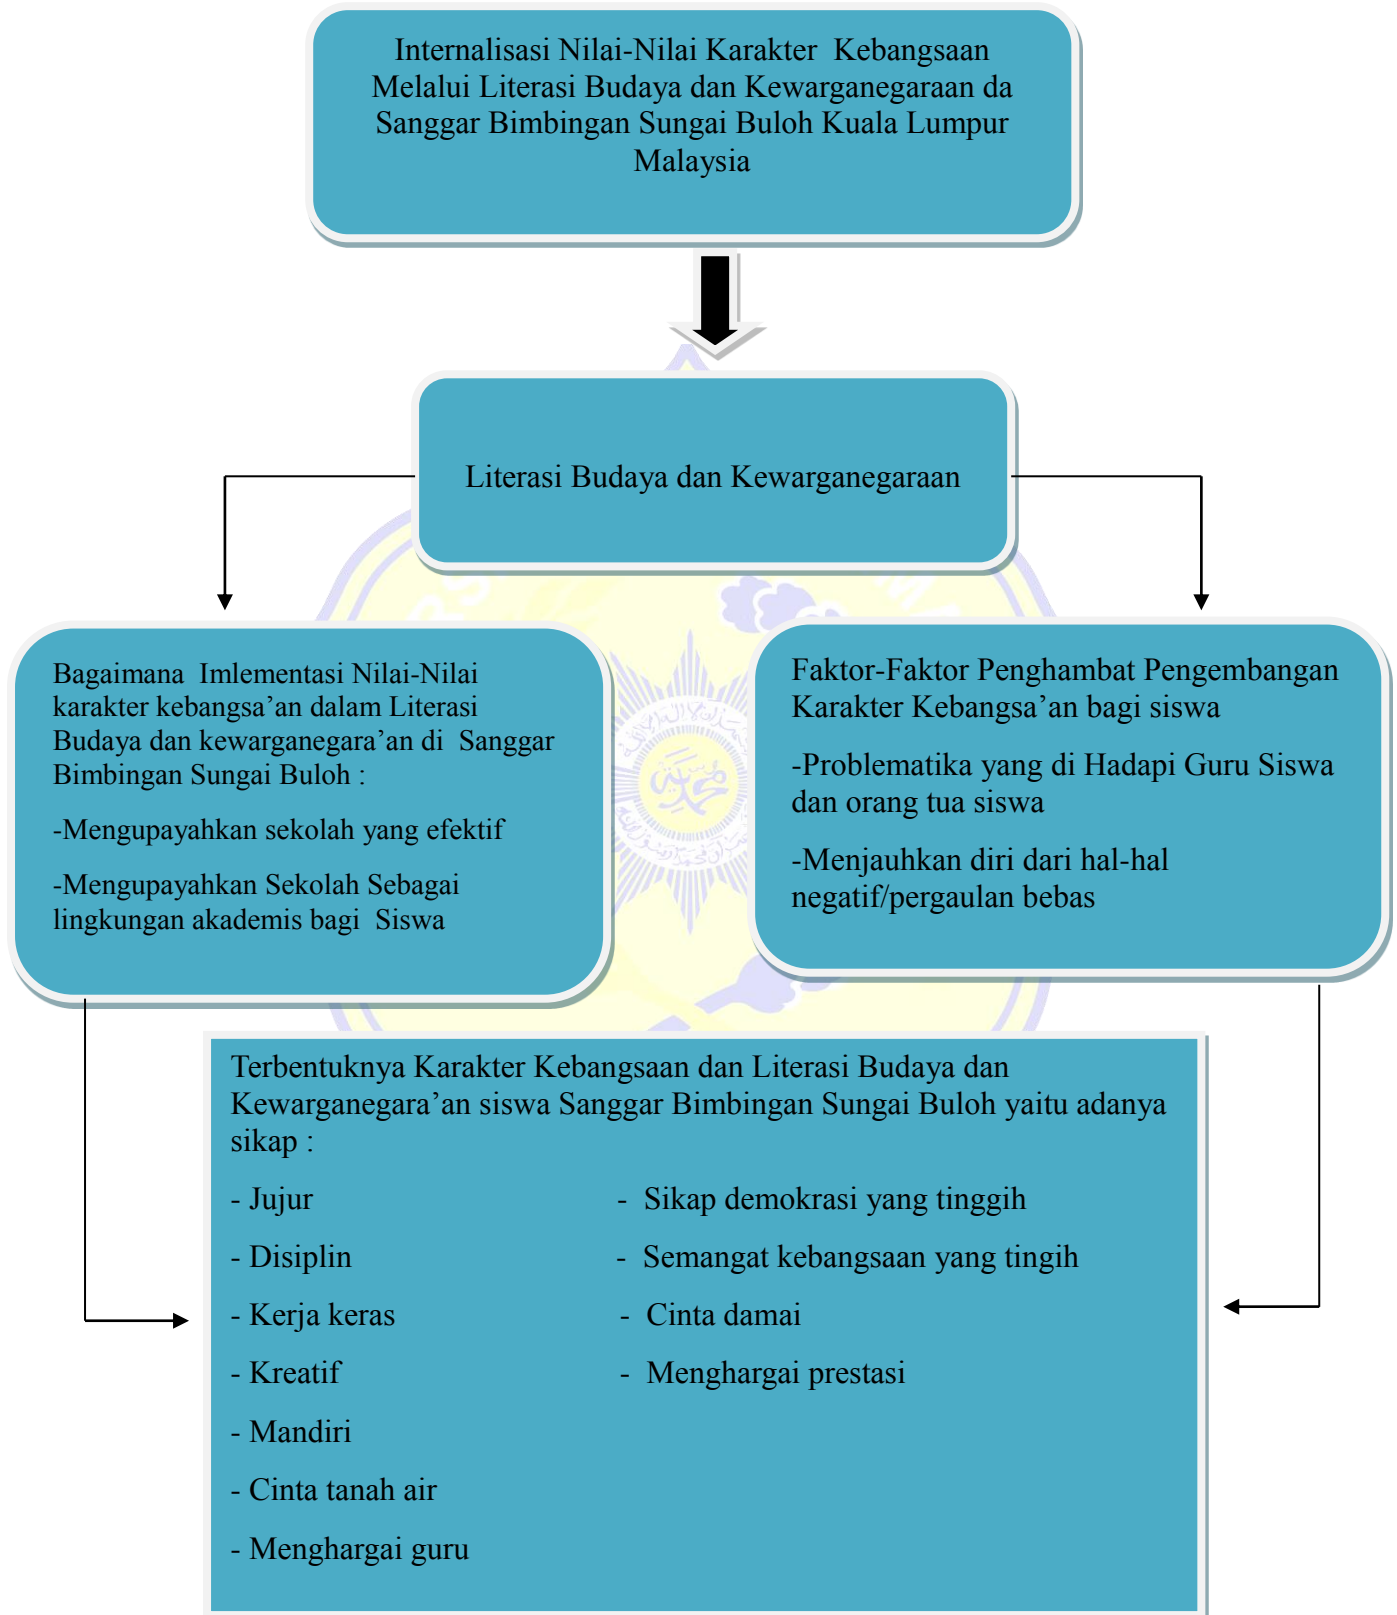 Internalisasi Nilai-Nilai Karakter Kebangsaan
Melalui Literasi Budaya dan Kewarganegaraan da
Sanggar Bimbingan Sungai Buloh Kuala Lumpur
Malaysia
Literasi Budaya dan Kewarganegaraan
Bagaimana Imlementasi Nilai-Nilai
karakter kebangsa’an dalam Literasi
Budaya dan kewarganegara’an di Sanggar
Bimbingan Sungai Buloh :
-Mengupayahkan sekolah yang efektif
-Mengupayahkan Sekolah Sebagai
lingkungan akademis bagi Siswa
Faktor-Faktor Penghambat Pengembangan
Karakter Kebangsa’an bagi siswa
-Problematika yang di Hadapi Guru Siswa
dan orang tua siswa
-Menjauhkan diri dari hal-hal
negatif/pergaulan bebas
Terbentuknya Karakter Kebangsaan dan Literasi Budaya dan
Kewarganegara’an siswa Sanggar Bimbingan Sungai Buloh yaitu adanya
sikap :
- Jujur - Sikap demokrasi yang tinggih
- Disiplin - Semangat kebangsaan yang tingih
- Kerja keras - Cinta damai
- Kreatif - Menghargai prestasi
- Mandiri
- Cinta tanah air
- Menghargai guru